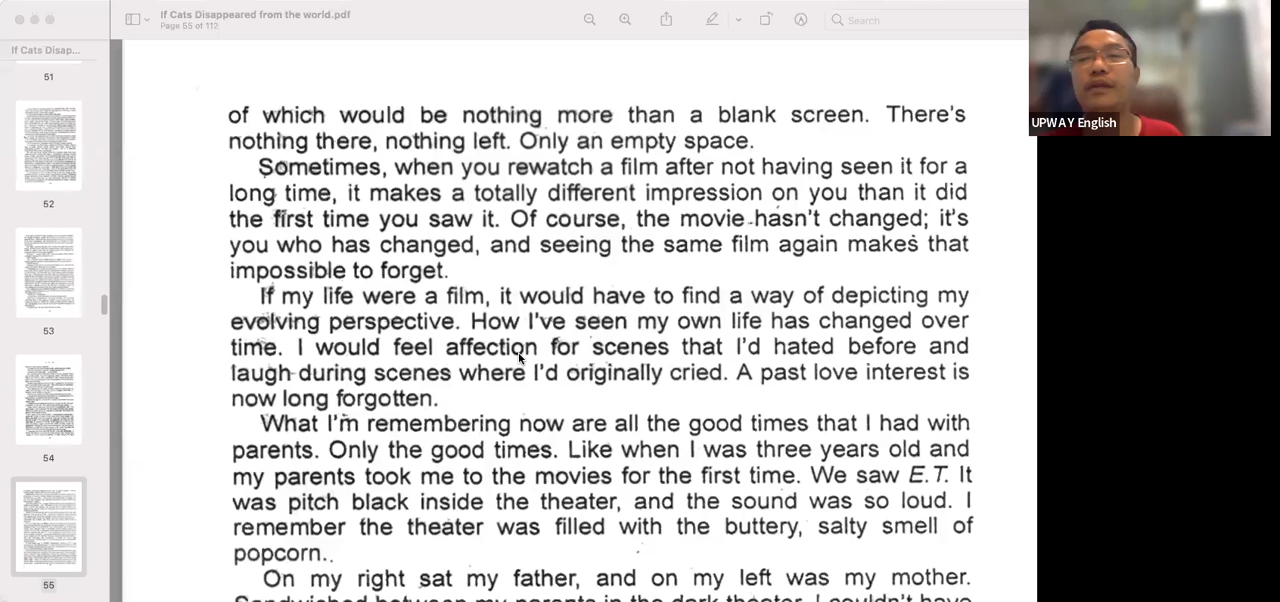 If Cats Disappeared from the world.pdf
Page 55 of 112
Search
If Cats Disap...
51
52
53
54
55
UPWAY English
of which would be nothing more than a blank screen. There's
nothing there, nothing left. Only an empty space.
Sometimes, when you rewatch a film after not having seen it for a
long time, it makes a totally different impression on you than it did
the first time you saw it. Of course, the movie hasn't changed; it's
you who has changed, and seeing the same film again makes that
impossible to forget.
If my life were a film, it would have to find a way of depicting my
evolving perspective. How I've seen my own life has changed over
time. I would feel affection for scenes that I'd hated before and
laugh during scenes where I'd originally cried. A past love interest is
now long forgotten.
What I'm remembering now are all the good times that I had with
parents. Only the good times. Like when I was three years old and
my parents took me to the movies for the first time. We saw E.T. It
was pitch black inside the theater, and the sound was so loud. I
remember the theater was filled with the buttery, salty smell of
popcorn.
On my right sat my father, and on my left was my mother.
Sandwiched between my parents in the dark theater, I couldn't have